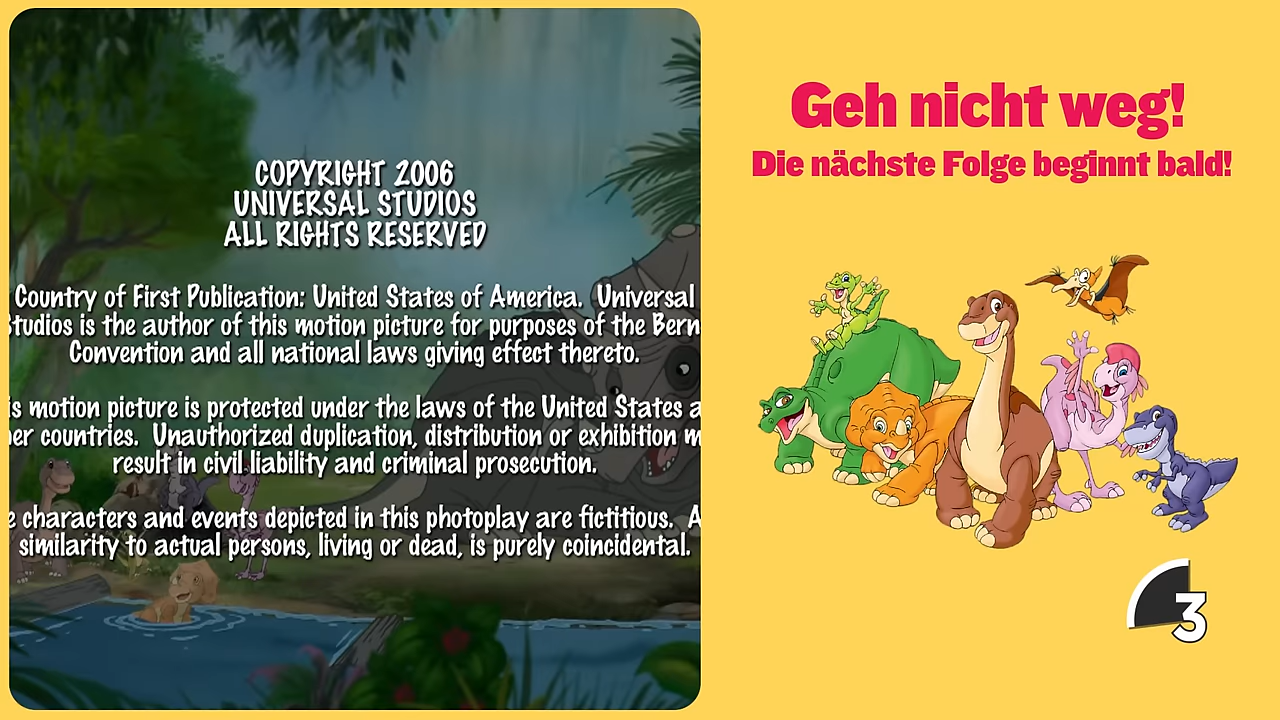 COPYRIGHT 2006
UNIVERSAL STUDIOS
ALL RIGHTS RESERVED
Country of First Publication: United States of America. Universal
Studios is the author of this motion picture for purposes of the Bern
Convention and all national laws giving effect thereto.
is motion picture is protected under the laws of the United States a
er countries. Unauthorized duplication, distribution or exhibition m
result in civil liability and criminal prosecution.
e characters and events depicted in this photoplay are fictitious. A
similarity to actual persons, living or dead, is purely coincidental.
Geh nicht weg!
Die nächste Folge beginnt bald!
3